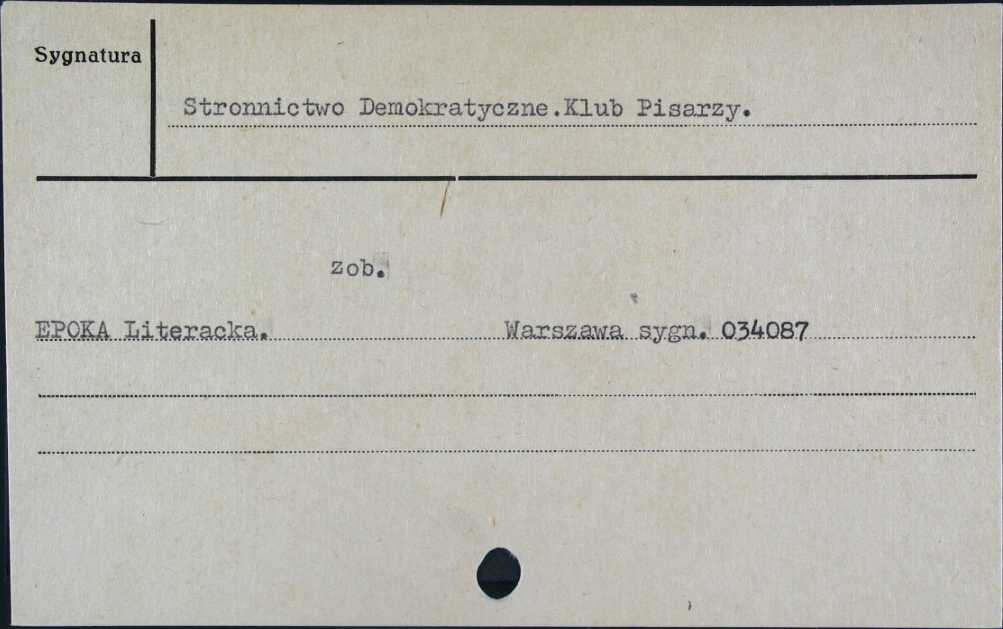 Sygnatura
Stronnictwo Demokratyczne.Klub Pisarzy.
zob.
EPOKA Literacka. Warszawa sygn. 034087